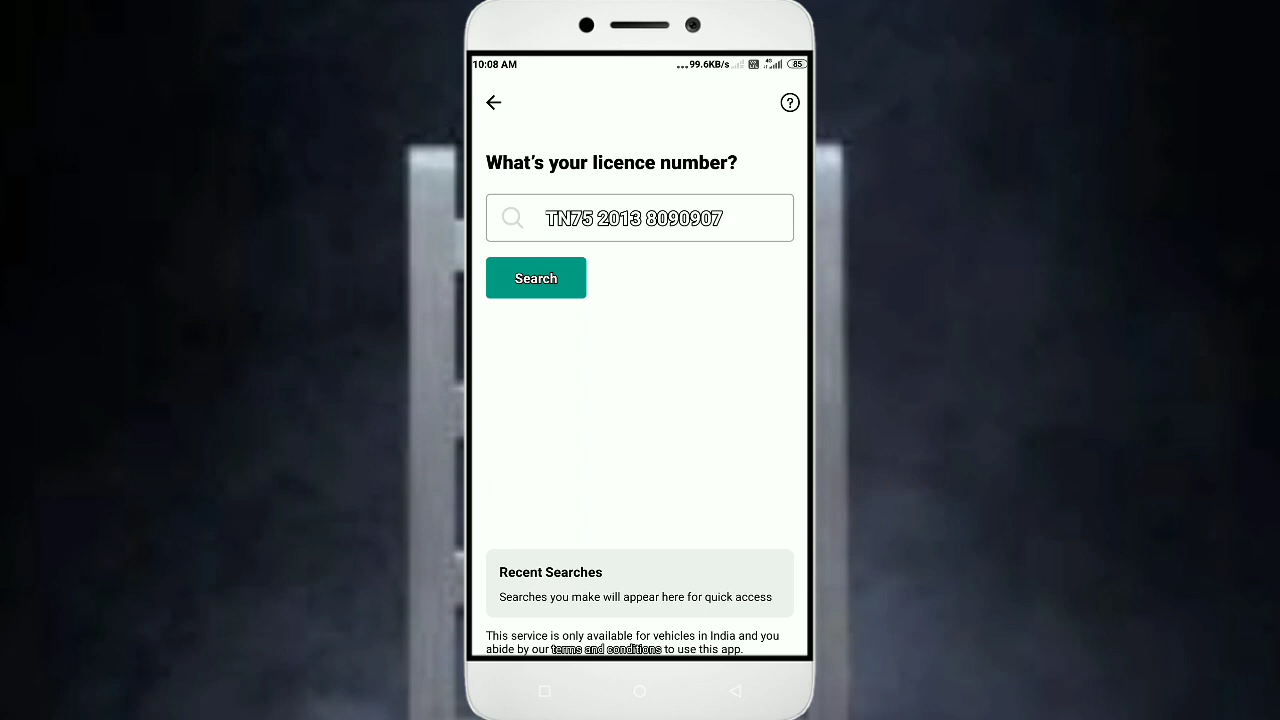 10:08 AM
...99.6KB/s 4G 85
What's your licence number?
TN75 2013 8090907
Search
Recent Searches
Searches you make will appear here for quick access
This service is only available for vehicles in India and you
abide by our terms and conditions to use this app.